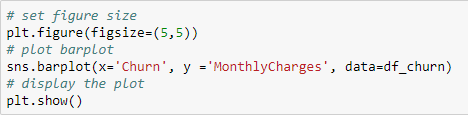 # set figure size
plt.figure(figsize=(5,5))
# plot barplot
sns.barplot(x='Churn', y ='MonthlyCharges', data=df_churn)
# display the plot
plt.show()